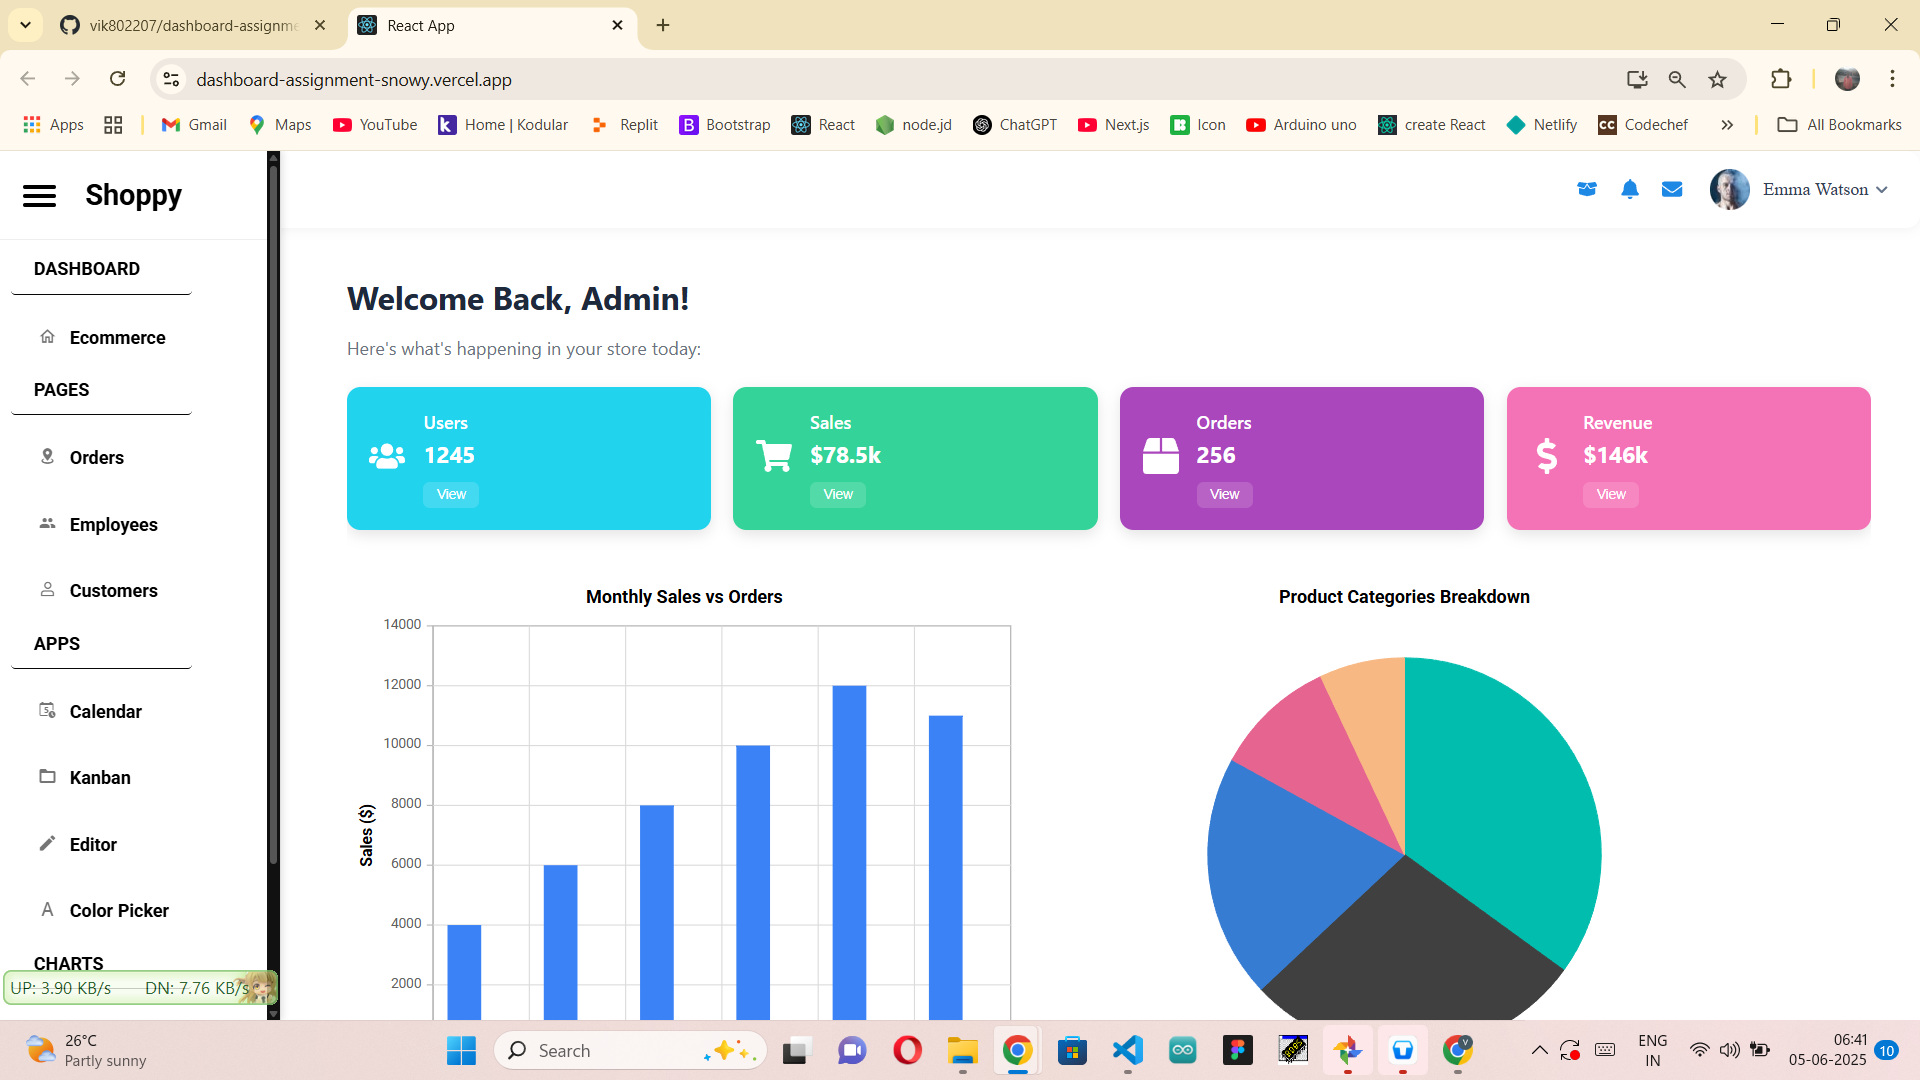 vik802207/dashboard-assignme
React App
dashboard-assignment-snowy.vercel.app
Apps
Gmail
Maps
YouTube
Home | Kodular
Replit
Bootstrap
React
node.jd
ChatGPT
Next.js
Icon
Arduino uno
create React
Netlify
Codechef
All Bookmarks
Shoppy
Emma Watson
DASHBOARD
Ecommerce
PAGES
Orders
Employees
Customers
APPS
Calendar
Kanban
Editor
Color Picker
CHARTS
UP: 3.90 KB/s DN: 7.76 KB/s
Welcome Back, Admin!
Here's what's happening in your store today:
Users
1245
View
Sales
$78.5k
View
Orders
256
View
Revenue
$146k
View
Monthly Sales vs Orders
14000
12000
10000
8000
6000
4000
2000
Sales ($)
Product Categories Breakdown
26°C
Partly sunny
Search
ENG
IN
06:41
05-06-2025
10